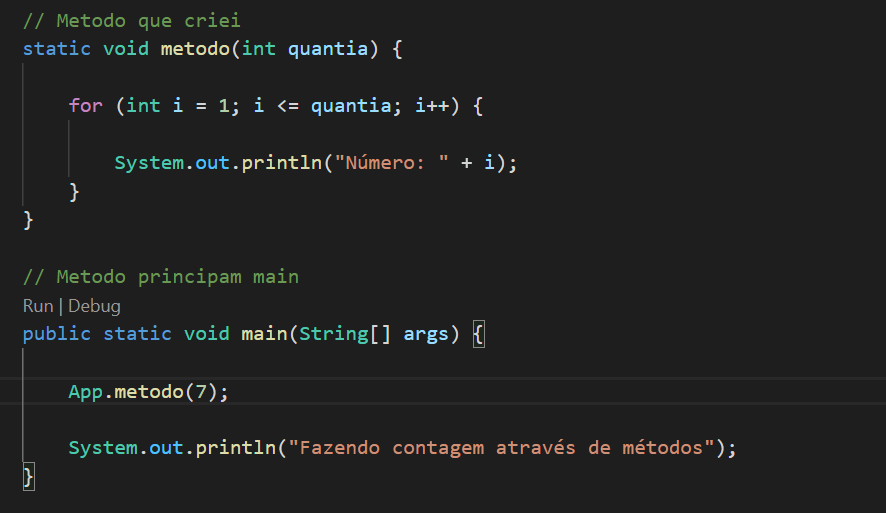 // Metodo que criei
static void metodo(int quantia) {
for (int i = 1; i <= quantia; i++) {
System.out.println("Número: " + i);
}
}
// Metodo principam main
Run | Debug
public static void main(String[] args) {
App.metodo(7);
System.out.println("Fazendo contagem através de métodos");
}